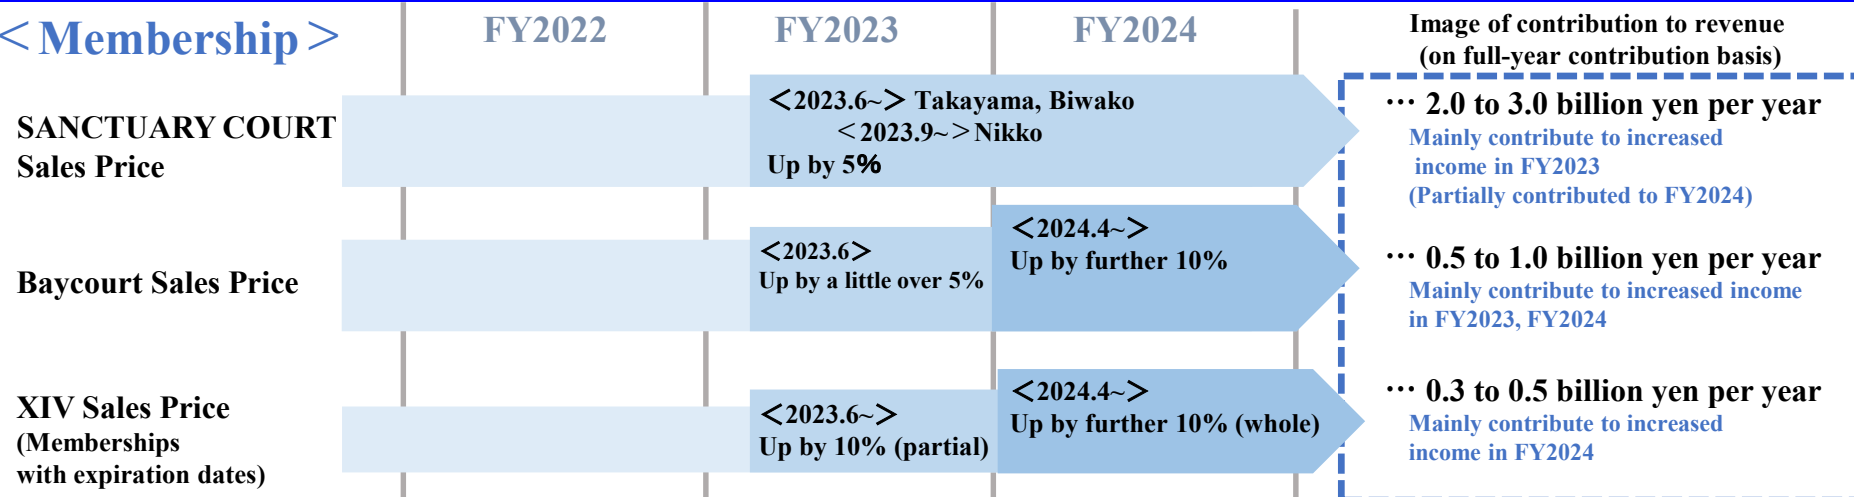 <Membership>
FY2022
FY2023
FY2024
Image of contribution to revenue
(on full-year contribution basis)
SANCTUARY COURT
Sales Price
<2023.6~> Takayama, Biwako
<2023.9~>Nikko
Up by 5%
… 2.0 to 3.0 billion yen per year
Mainly contribute to increased
income in FY2023
(Partially contributed to FY2024)
Baycourt Sales Price
<2023.6>
Up by a little over 5%
<2024.4~>
Up by further 10%
… 0.5 to 1.0 billion yen per year
Mainly contribute to increased income
in FY2023, FY2024
XIV Sales Price
(Memberships
with expiration dates)
<2023.6~>
Up by 10% (partial)
<2024.4~>
Up by further 10% (whole)
… 0.3 to 0.5 billion yen per year
Mainly contribute to increased
income in FY2024